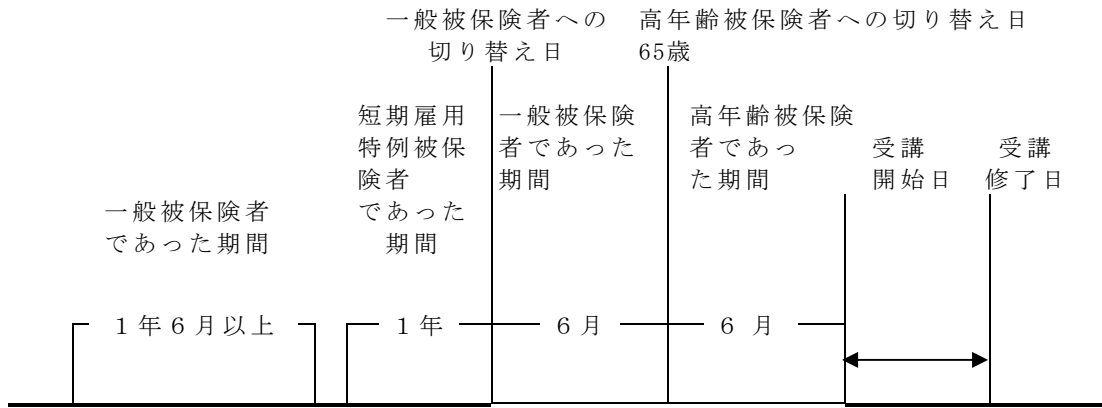 一般被保険者への
切り替え日
高年齢被保険者への切り替え日
65歳
短期雇用
特例被保
険者
であった
期間
一般被保険
者であった
期間
高年齢被保険
者であっ
た期間
受講
開始日
受講
修了日
一般被保険者
であった期間
1年6月以上
1年
6月
6月